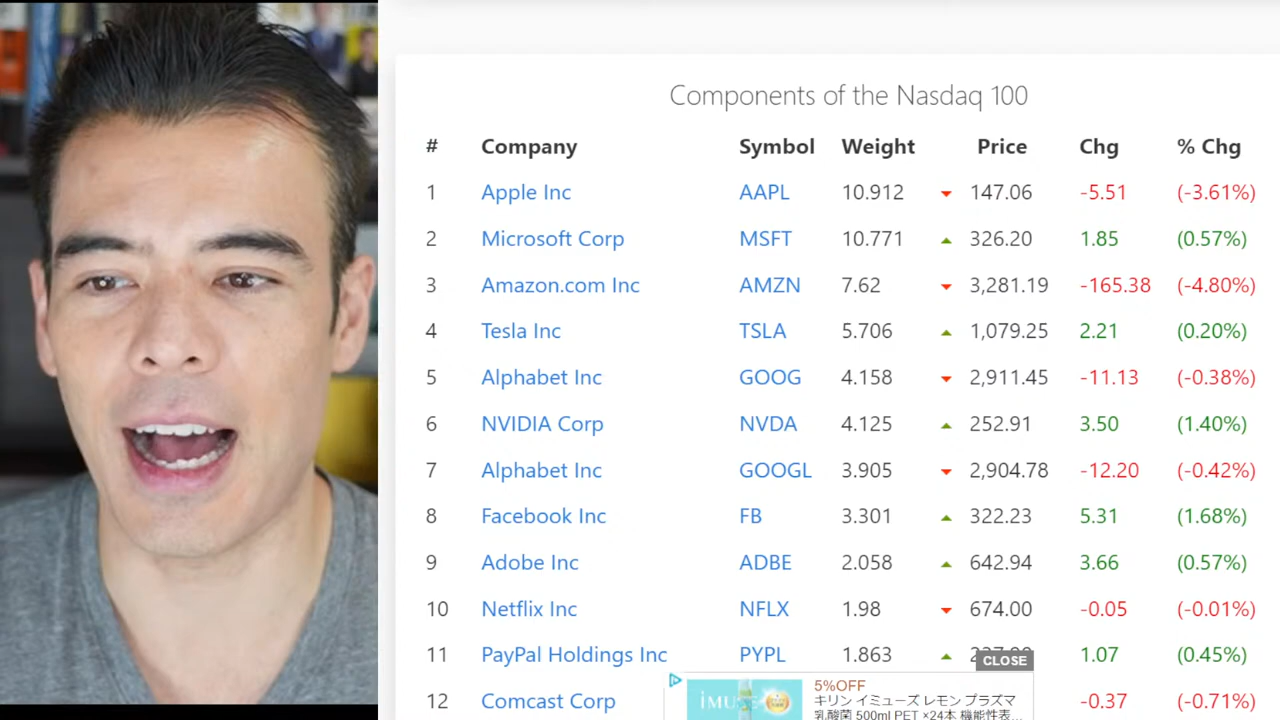 Components of the Nasdaq 100
# Company Symbol Weight Price Chg % Chg
1 Apple Inc AAPL 10.912 147.06 -5.51 (-3.61%)
2 Microsoft Corp MSFT 10.771 326.20 1.85 (0.57%)
3 Amazon.com Inc AMZN 7.62 3,281.19 -165.38 (-4.80%)
4 Tesla Inc TSLA 5.706 1,079.25 2.21 (0.20%)
5 Alphabet Inc GOOG 4.158 2,911.45 -11.13 (-0.38%)
6 NVIDIA Corp NVDA 4.125 252.91 3.50 (1.40%)
7 Alphabet Inc GOOGL 3.905 2,904.78 -12.20 (-0.42%)
8 Facebook Inc FB 3.301 322.23 5.31 (1.68%)
9 Adobe Inc ADBE 2.058 642.94 3.66 (0.57%)
10 Netflix Inc NFLX 1.98 674.00 -0.05 (-0.01%)
11 PayPal Holdings Inc PYPL 1.863 1.07 (0.45%)
CLOSE
12 Comcast Corp -0.37 (-0.71%)
iMUSE
5%OFF
キリン イミューズ レモン プラズマ
乳酸菌 500ml PET ×24本 機能性表...